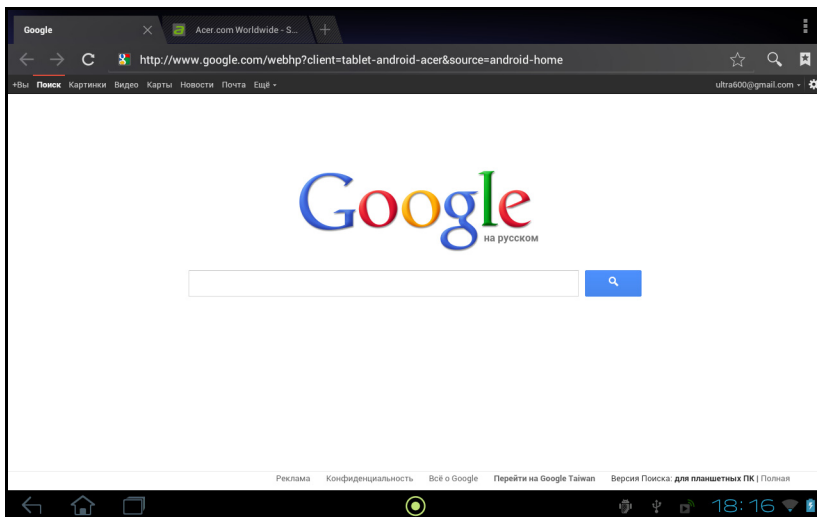 Google
Acer.com Worldwide - S...
http://www.google.com/webhp?client=tablet-android-acer&source=android-home
+Вы Поиск Картинки Видео Карты Новости Почта Ещё
ultra600@gmail.com
Google
на русском
Реклама Конфиденциальность Всё о Google Перейти на Google Taiwan Версия Поиска: для планшетных ПК | Полная
18:16